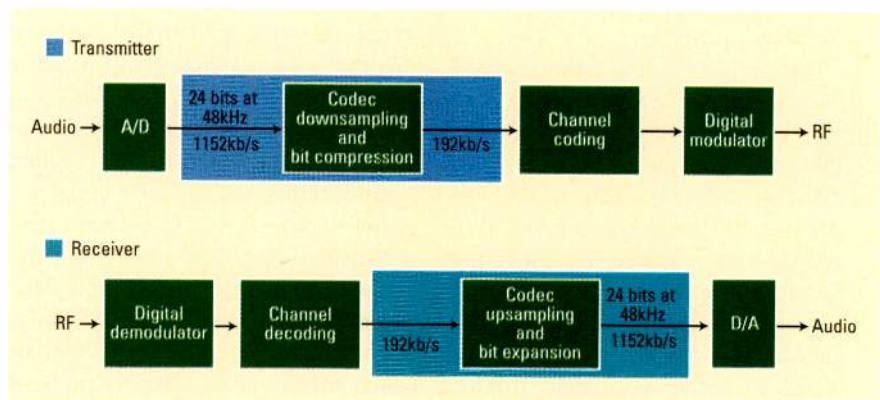 Transmitter
Audio
A/D
24 bits at
48kHz
1152kb/s
Codec
downsampling
and
bit compression
192kb/s
Channel
coding
Digital
modulator
RF
Receiver
RF
Digital
demodulator
Channel
decoding
192kb/s
Codec
upsampling
and
bit expansion
24 bits at
48kHz
1152kb/s
D/A
Audio